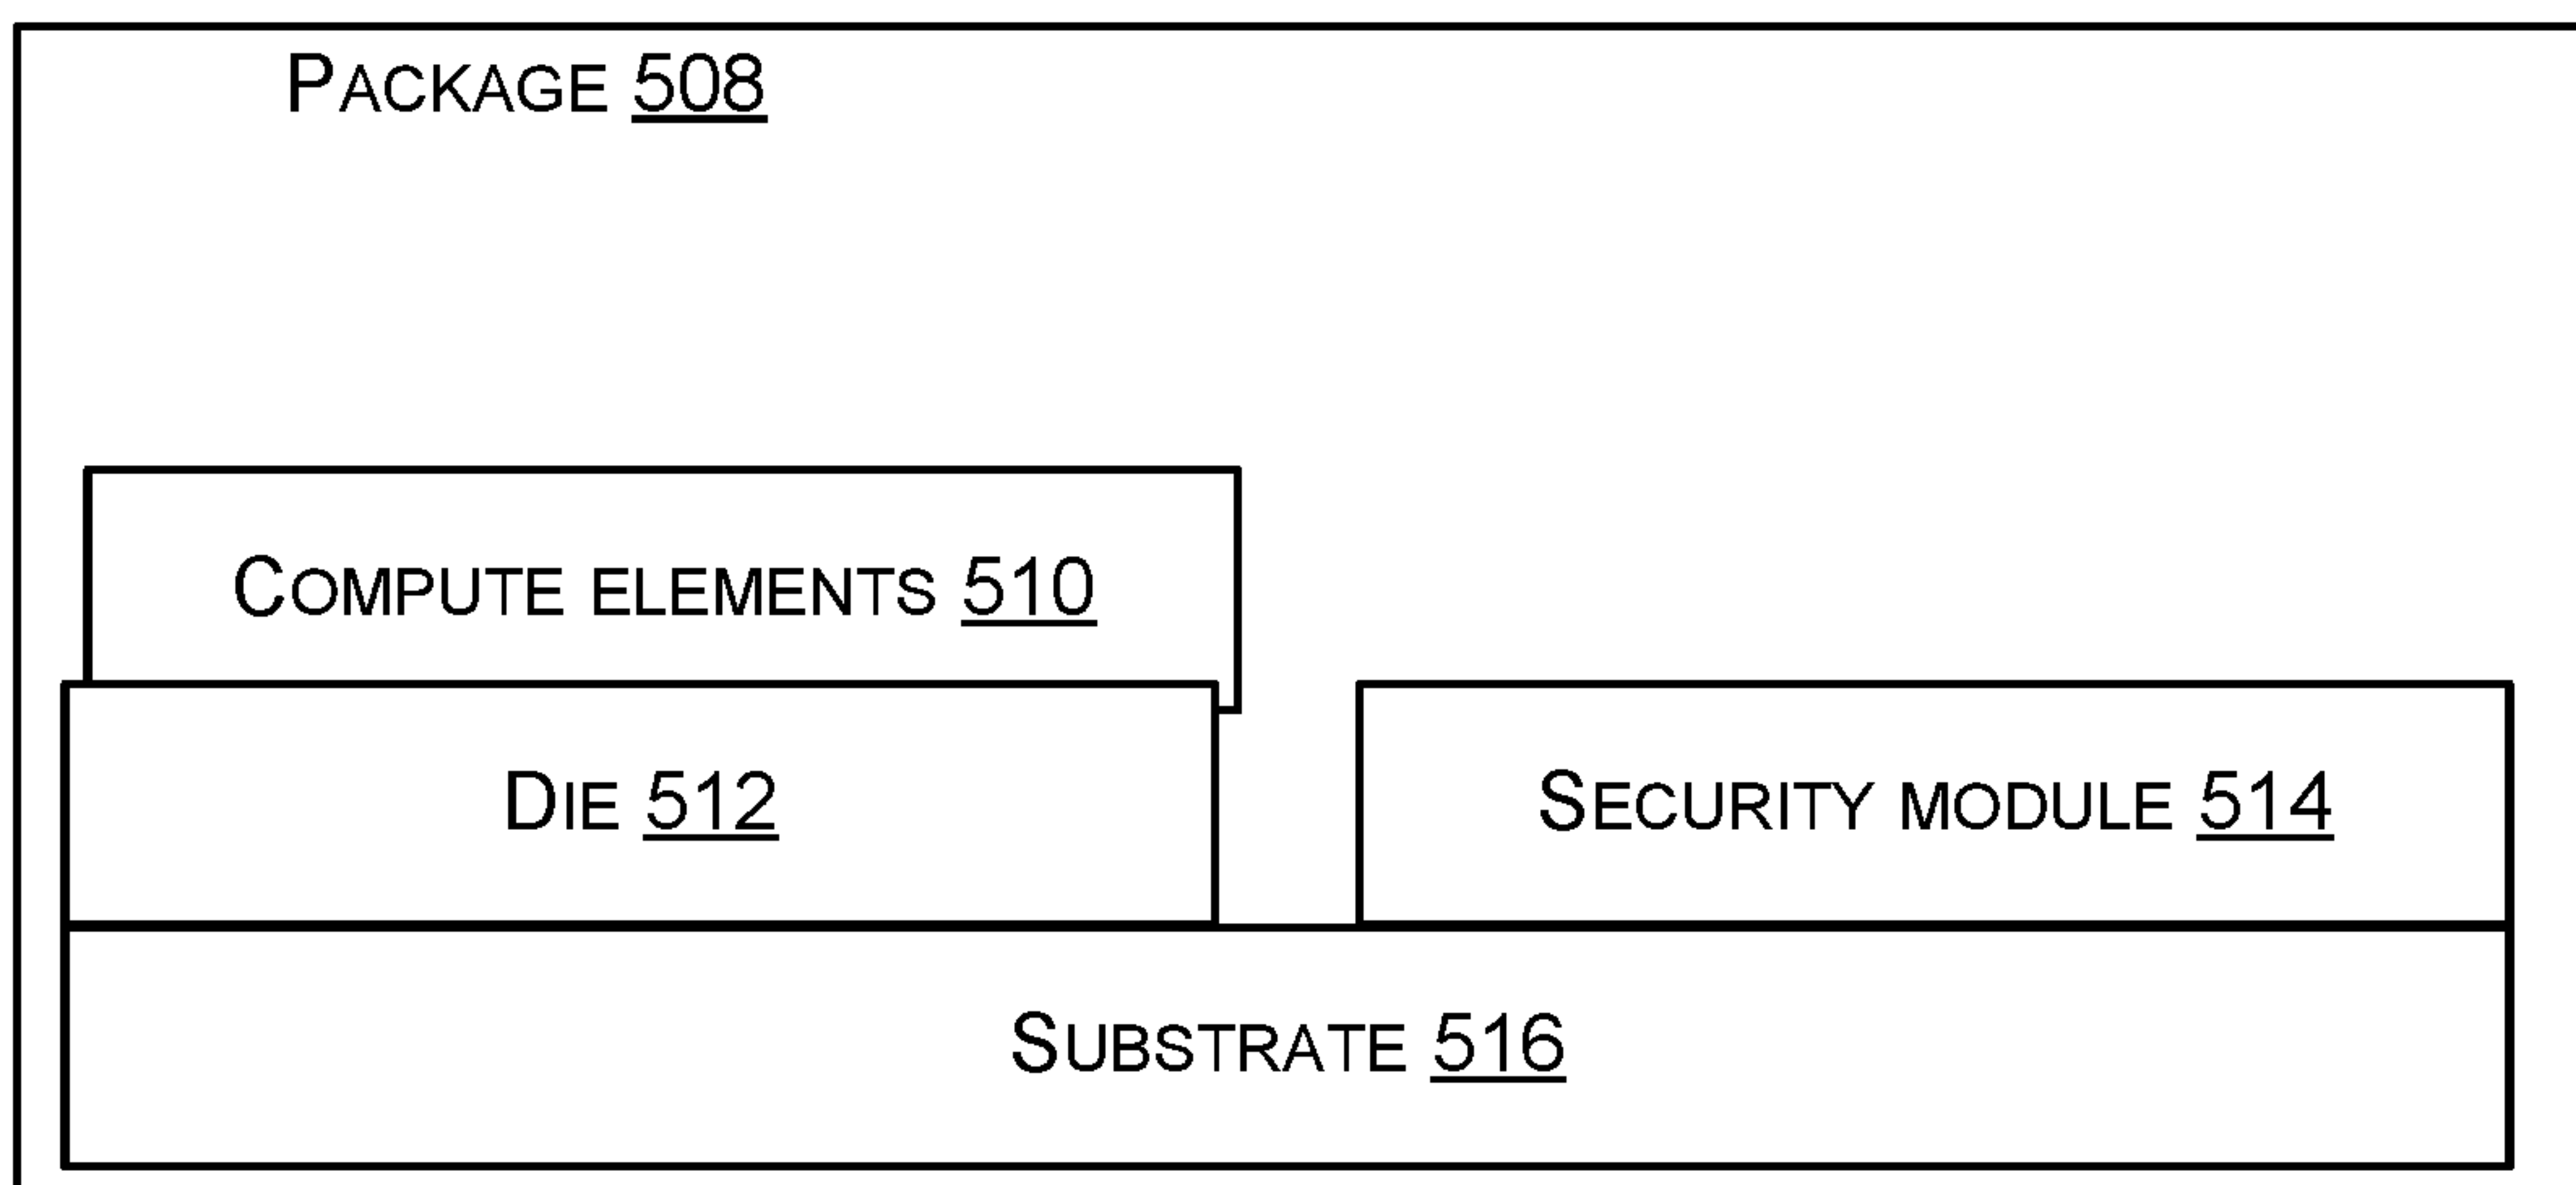 PACKAGE 508
COMPUTE ELEMENTS 510
DIE 512
SECURITY MODULE 514
SUBSTRATE 516